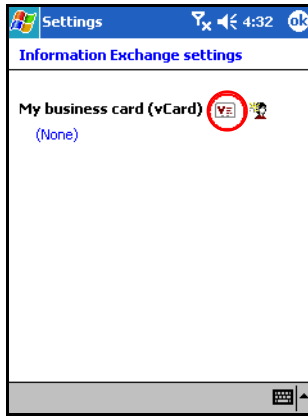 Settings 4:32 ok
Information Exchange settings
My business card (vCard)
(None)